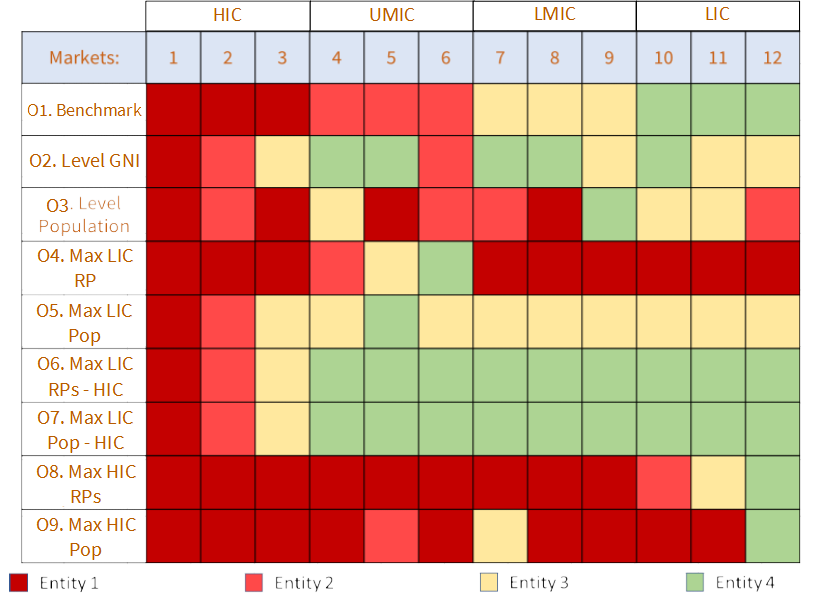 HIC UMIC LMIC LIC
Markets: 1 2 3 4 5 6 7 8 9 10 11 12
O1. Benchmark
O2. Level GNI
O3. Level
Population
O4. Max LIC
RP
O5. Max LIC
Pop
O6. Max LIC
RPs - HIC
O7. Max LIC
Pop - HIC
O8. Max HIC
RPs
O9. Max HIC
Pop
Entity 1 Entity 2 Entity 3 Entity 4